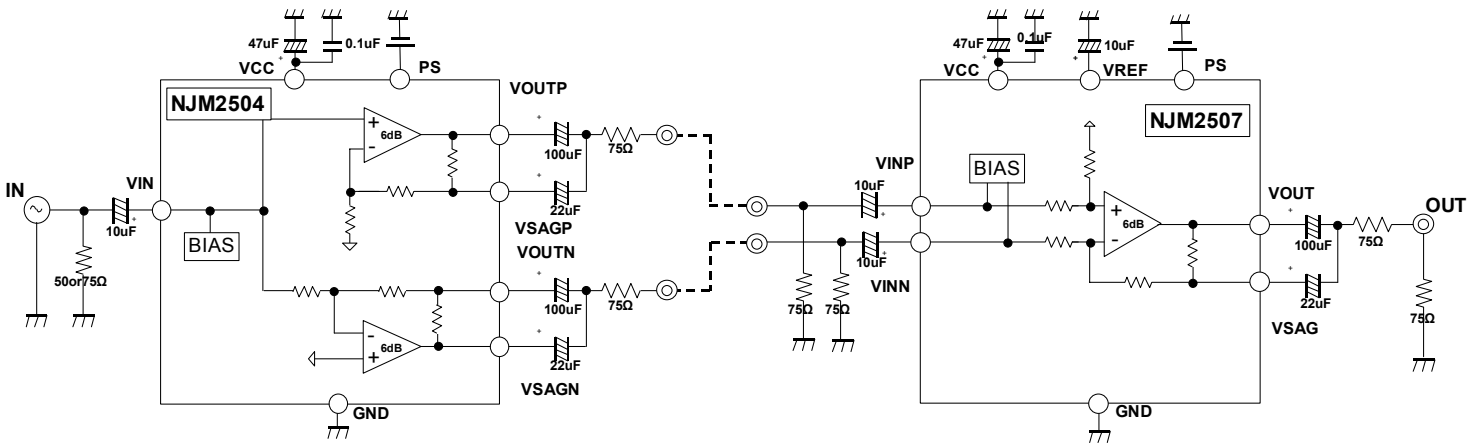 47uF
+
0.1uF
VCC
PS
NJM2504
VOUTP
+
+
-
6dB
100uF
75Ω
+
22uF
VSAGP
IN
VIN
10uF
+
BIAS
50or75Ω
VOUTN
+
100uF
75Ω
-
+
6dB
+
22uF
VSAGN
GND
47uF
+
0.1uF
10uF
+
VCC
VREF
PS
NJM2507
VINP
10uF
+
BIAS
+
10uF
VINN
75Ω
75Ω
+
-
6dB
VOUT
+
100uF
75Ω
OUT
+
22uF
VSAG
75Ω
GND